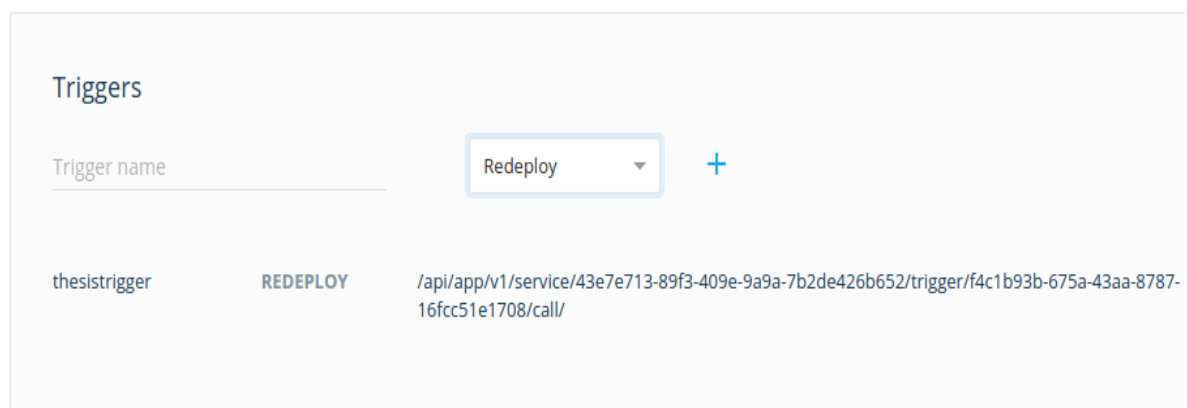 Triggers
Trigger name
Redeploy
+
thesistrigger REDEPLOY /api/app/v1/service/43e7e713-89f3-409e-9a9a-7b2de426b652/trigger/f4c1b93b-675a-43aa-8787-
16fcc51e1708/call/